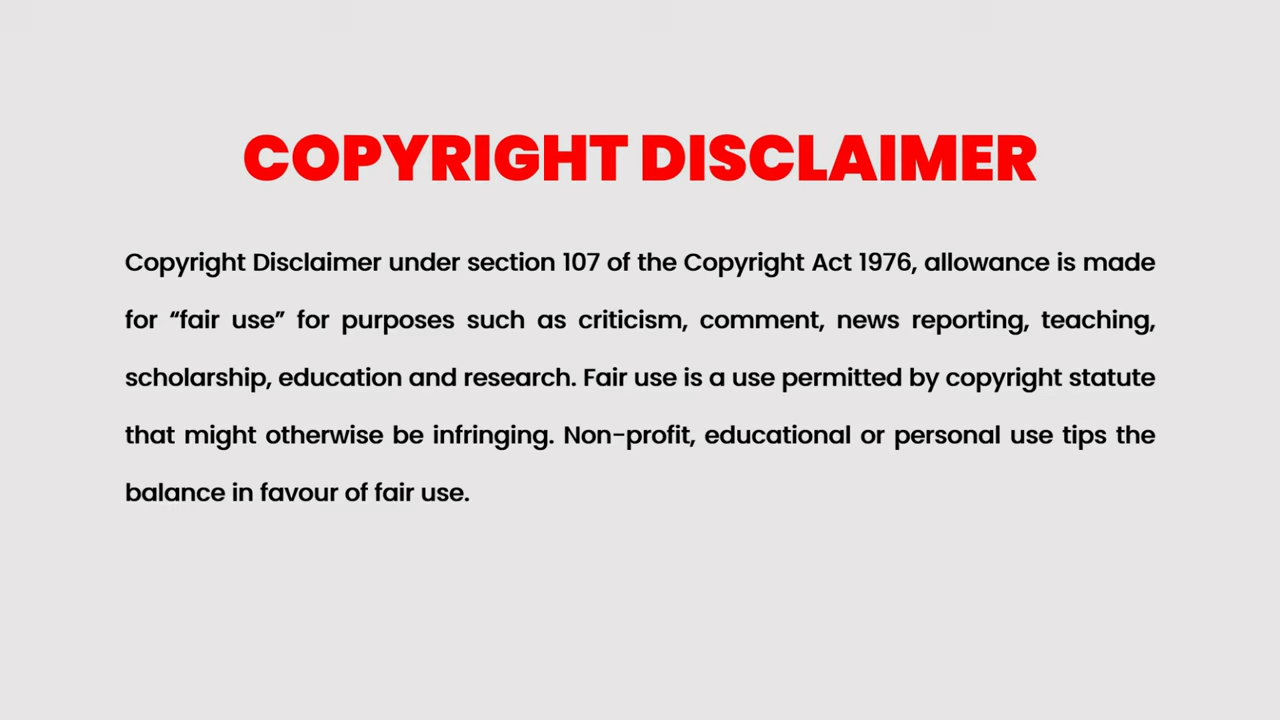 COPYRIGHT DISCLAIMER
Copyright Disclaimer under section 107 of the Copyright Act 1976, allowance is made
for “fair use” for purposes such as criticism, comment, news reporting, teaching,
scholarship, education and research. Fair use is a use permitted by copyright statute
that might otherwise be infringing. Non-profit, educational or personal use tips the
balance in favour of fair use.